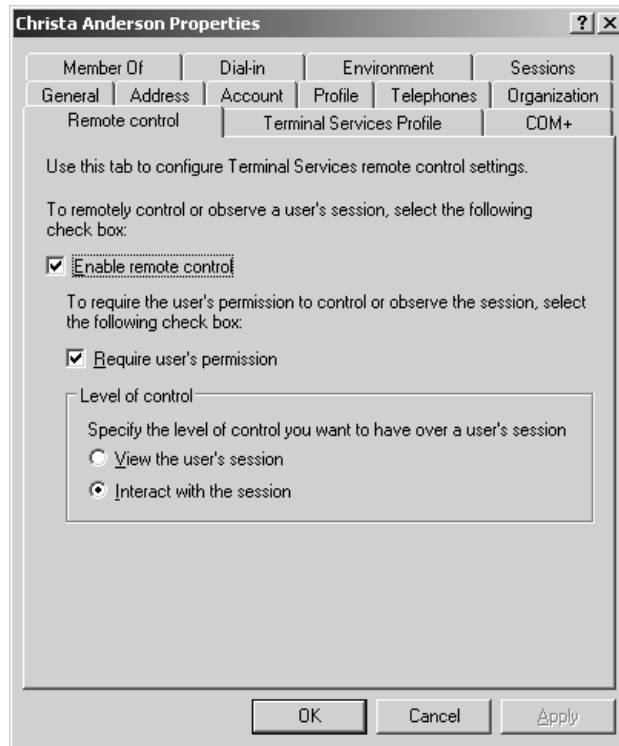 Christa Anderson Properties
Member Of Dial-in Environment Sessions
General Address Account Profile Telephones Organization
Remote control Terminal Services Profile COM+
Use this tab to configure Terminal Services remote control settings.
To remotely control or observe a user's session, select the following
check box:
Enable remote control
To require the user's permission to control or observe the session, select
the following check box:
Require user's permission
Level of control
Specify the level of control you want to have over a user's session
View the user's session
Interact with the session
OK Cancel Apply